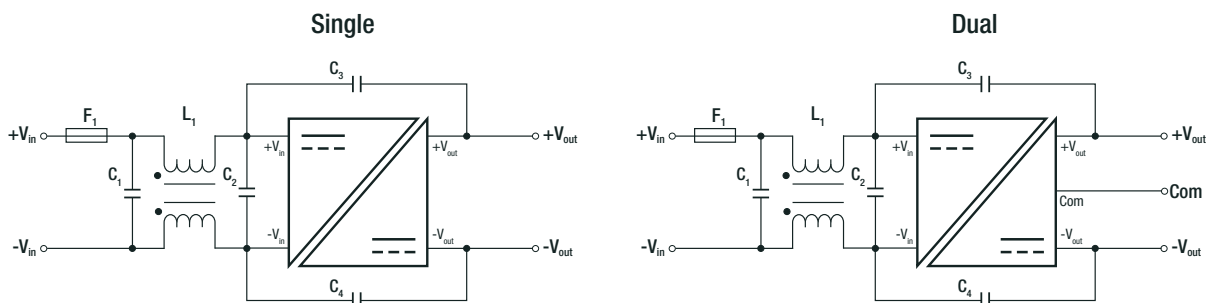 Single
Dual
C3
F1
L1
+Vin
+Vin
+Vout
+Vout
C1
C2
-Vin
-Vin
-Vout
-Vout
C4
C3
F1
L1
+Vin
+Vin
+Vout
+Vout
C1
C2
Com
Com
-Vin
-Vin
-Vout
-Vout
C4